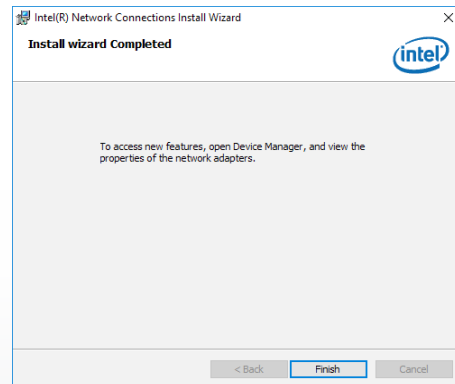 Intel(R) Network Connections Install Wizard
Install wizard Completed
intel
To access new features, open Device Manager, and view the
properties of the network adapters.
< Back
Finish
Cancel